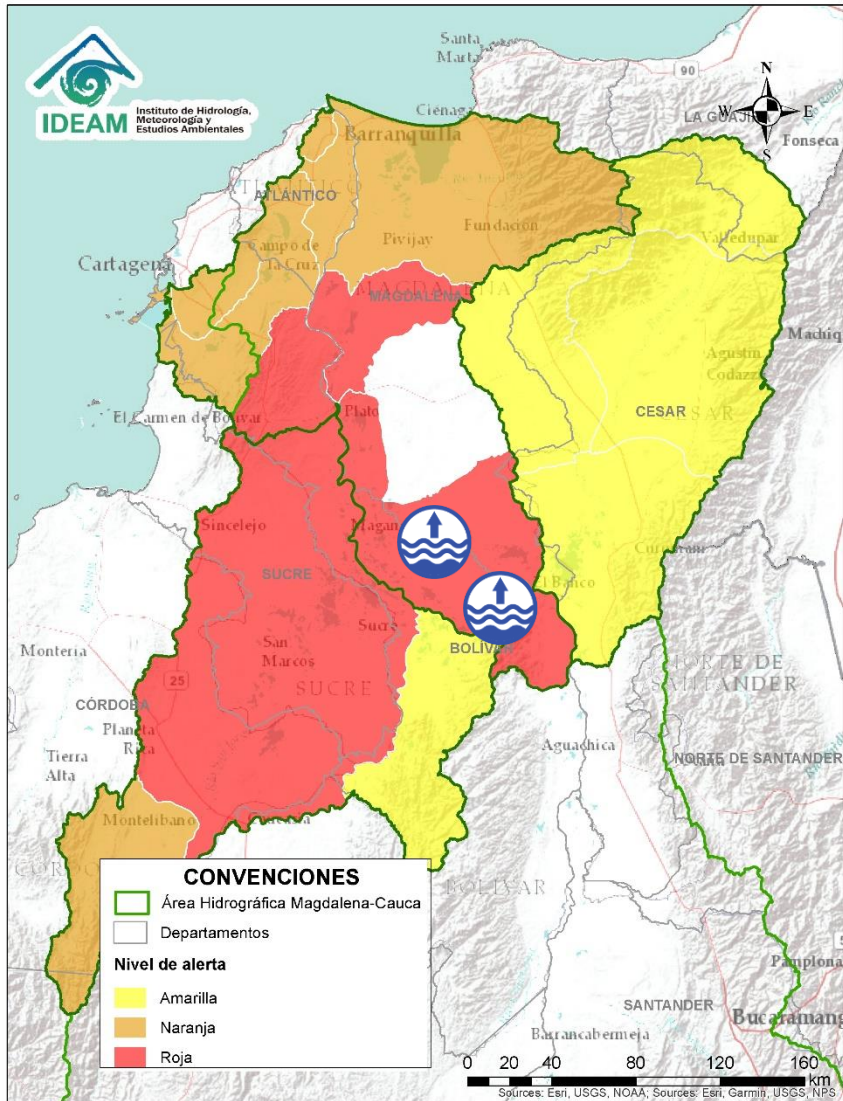 IDEAM
Instituto de Hidrología,
Meteorología y
Estudios Ambientales
Santa
Marta
90
N
W
E
S
LA GUAJI
Fonseca
Ciénaga
Barranquilla
ATLÁNTICO
Fundación
Pivijay
Valledupar
Campo de
la Cruz
Cartagena
MAGDALENA
Machiq
Agustín
Codazzi
El Carmen de Bolívar
Plato
CESAR
Sincelejo
Magan
SUCRE
El Banco
Sucre
San
Marcos
SUCRE
BOLÍVAR
Montería
25
NORTE DE
SANTANDER
CÓRDOBA
Planeta
Rica
Aguachica
Tierra
Alta
NORTE DE SANTANDER
Montelíbano
BOLÍVAR
CONVENCIONES
Área Hidrográfica Magdalena-Cauca
Departamentos
Nivel de alerta
Amarilla
Naranja
Roja
Pamplona
SANTANDER
Bucaramang
Barrancabermeja
0 20 40 80 120 160
km
Sources: Esri, USGS, NOAA; Sources: Esri, Garmin, USGS, NPS